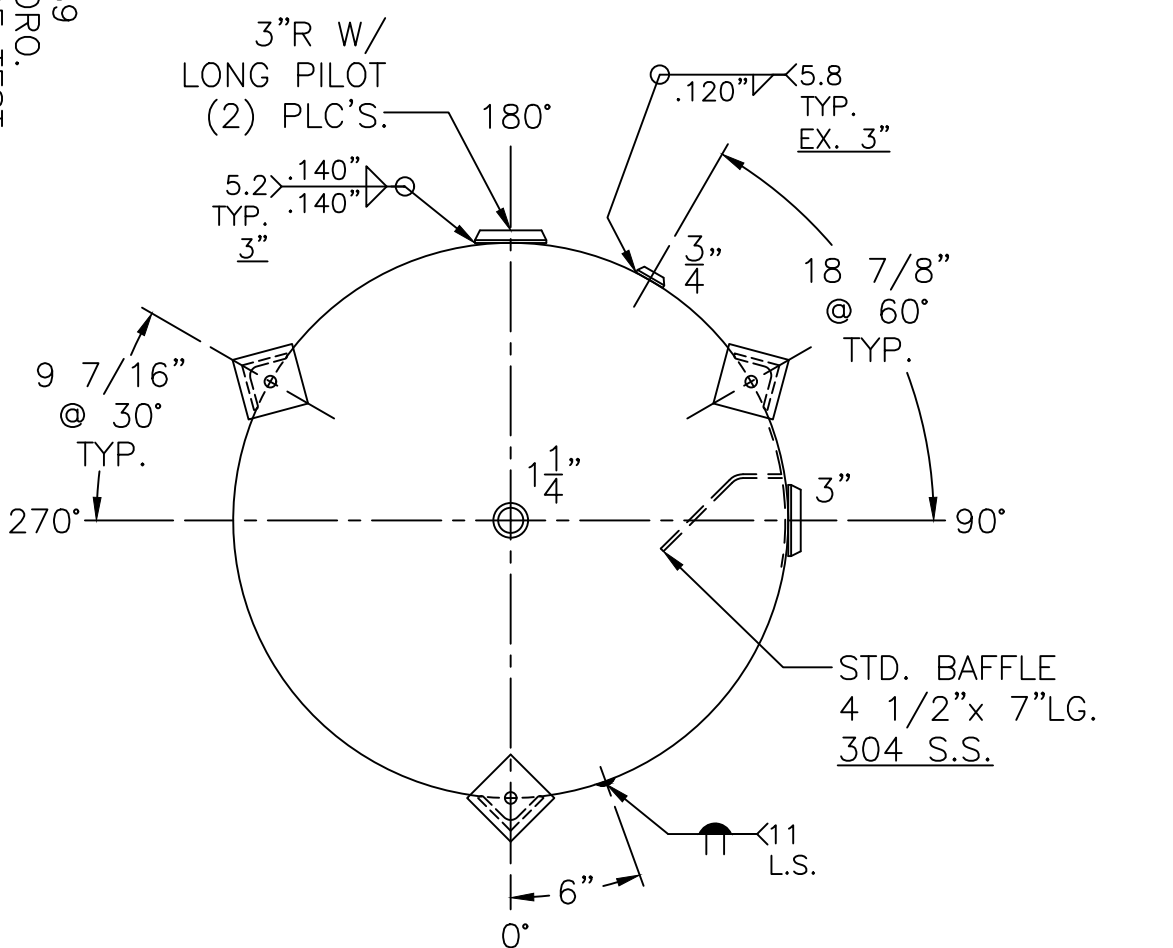 3"R W/
LONG PILOT
(2) PLC'S.
180°
.120"
5.8
TYP.
EX. 3"
5.2
.140"
.140"
TYP.
3"
3/4"
18 7/8"
@ 60°
TYP.
9 7/16"
@ 30°
TYP.
1 1/4"
3"
270°
90°
STD. BAFFLE
4 1/2"x 7"LG.
304 S.S.
11
L.S.
6"
0°
DRO.